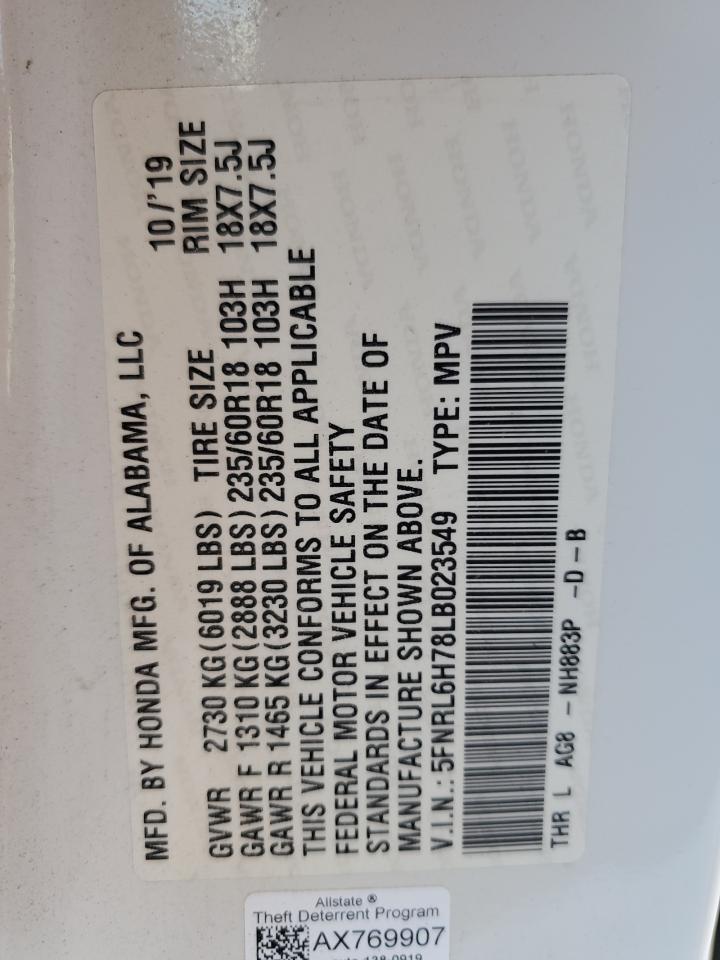 MFD. BY HONDA MFG. OF ALABAMA, LLC 10/'19
GVWR 2730 KG(6019 LBS) TIRE SIZE RIM SIZE
GAWR F 1310 KG(2888 LBS) 235/60R18 103H 18X7.5J
GAWR R 1465 KG(3230 LBS) 235/60R18 103H 18X7.5J
THIS VEHICLE CONFORMS TO ALL APPLICABLE
FEDERAL MOTOR VEHICLE SAFETY
STANDARDS IN EFFECT ON THE DATE OF
MANUFACTURE SHOWN ABOVE.
V.I.N.: 5FNRL6H78LB023549 TYPE: MPV
THR L AG8 - NH883P -D-B
Allstate ®
Theft Deterrent Program
AX769907